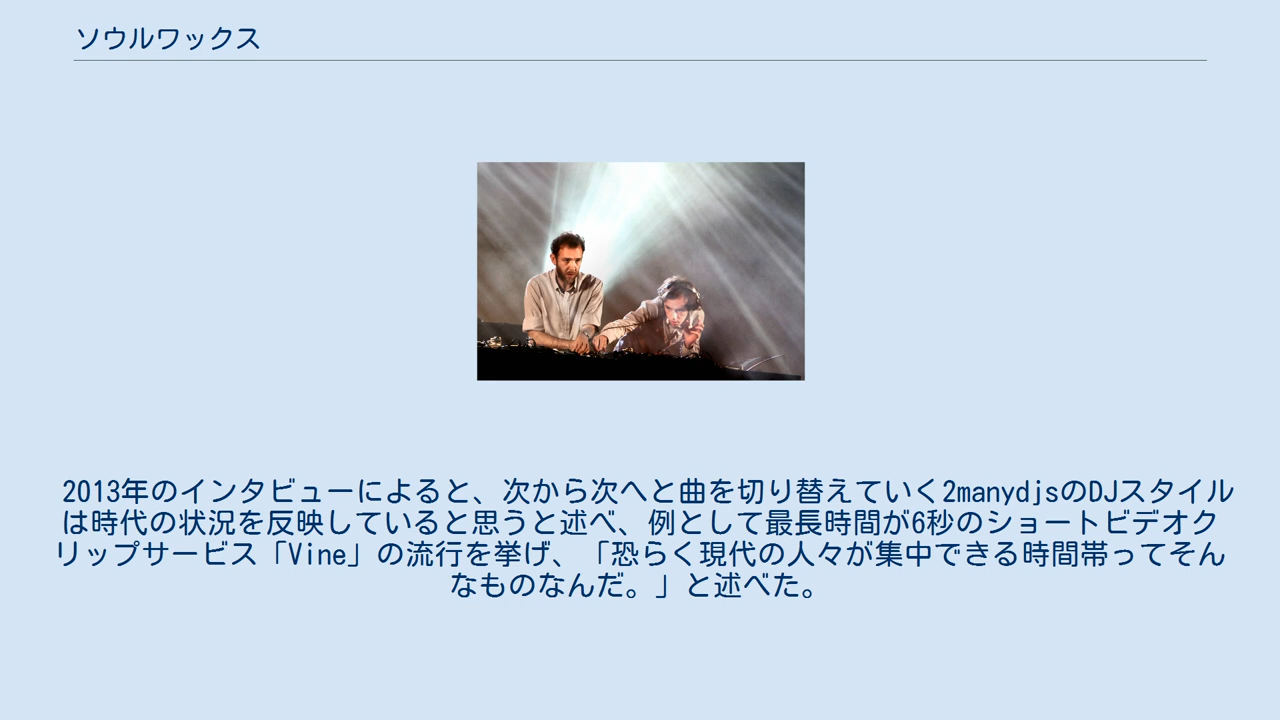 ソウルワックス
2013年のインタビューによると、次から次へと曲を切り替えていく2manydjsのDJスタイル
は時代の状況を反映していると思うと述べ、例として最長時間が6秒のショートビデオク
リップサービス「Vine」の流行を挙げ、「恐らく現代の人々が集中できる時間帯ってそん
なものなんだ。」と述べた。